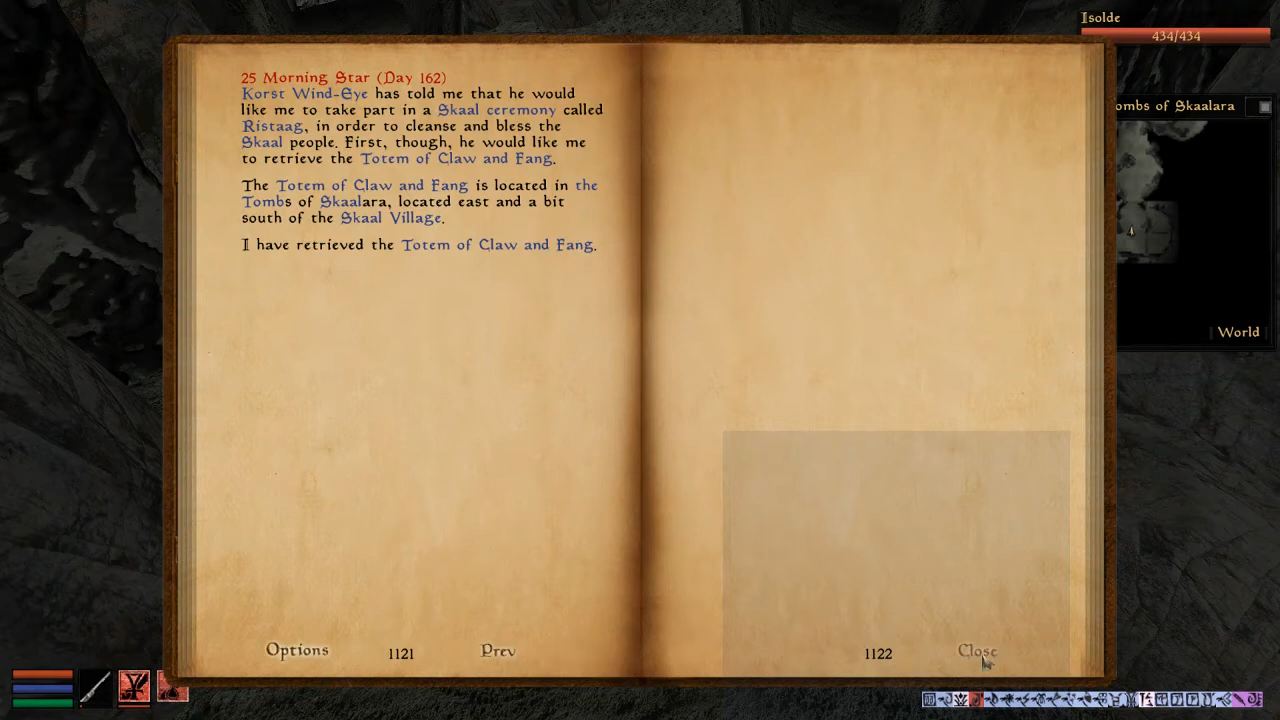 Isolde
434/434
25 Morning Star (Day 162)
Korst Wind-Eye has told me that he would
like me to take part in a Skaal ceremony called
Ristaag, in order to cleanse and bless the
Skaal people. First, though, he would like me
to retrieve the Totem of Claw and Fang.
The Totem of Claw and Fang is located in the
Tombs of Skaalara, located east and a bit
south of the Skaal Village.
I have retrieved the Totem of Claw and Fang.
ombs of Skaalara
World
Options
1121
Prev
1122
Close